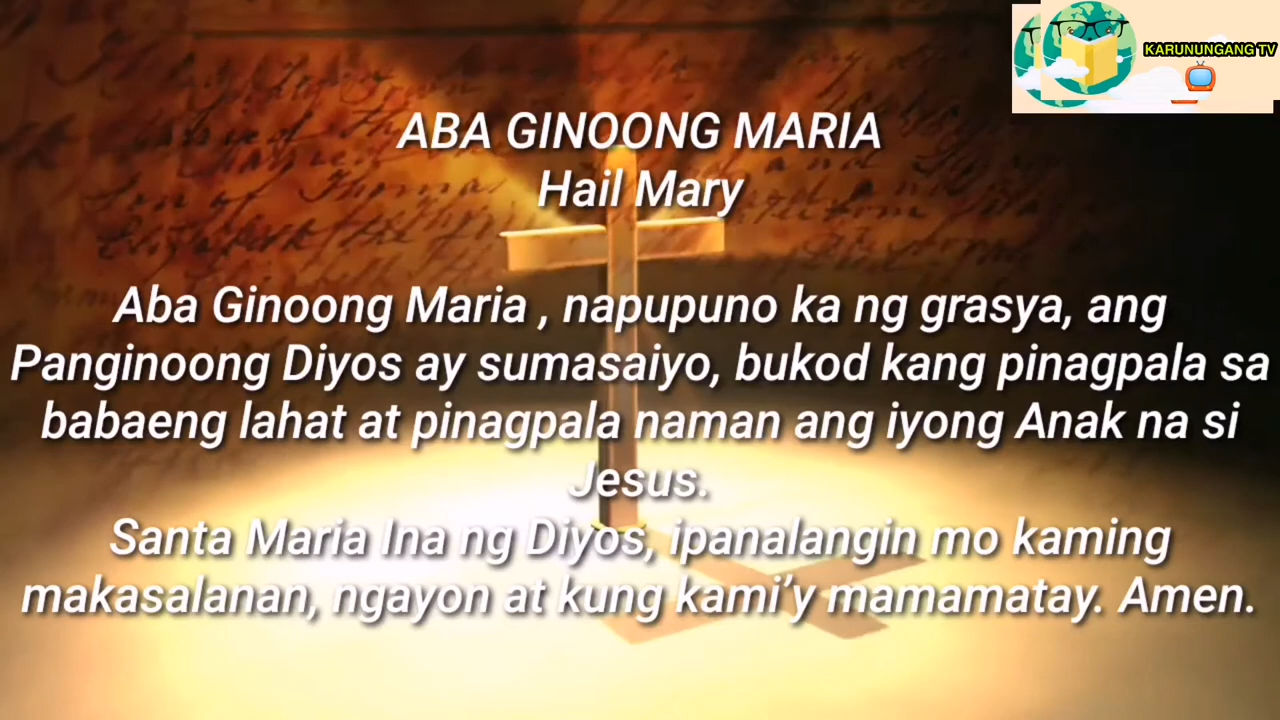 KARUNUNGANG TV
ABA GINOONG MARIA
Hail Mary
Aba Ginoong Maria , napupuno ka ng grasya, ang
Panginoong Diyos ay sumasaiyo, bukod kang pinagpala sa
babaeng lahat at pinagpala naman ang iyong Anak na si
Jesus.
Santa Maria Ina ng Diyos, ipanalangin mo kaming
makasalanan, ngayon at kung kami’y mamamatay. Amen.